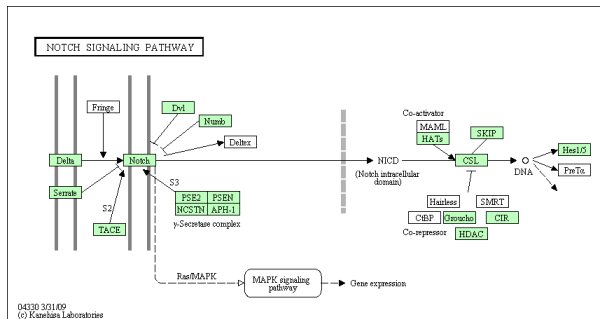 NOTCH SIGNALING PATHWAY
Fringe
Dvl
Numb
Deltex
Delta
Notch
Serrate
S2
TACE
S3
PSE2 PSEN
NCSTN APH-1
γ-Secretase complex
NICD
(Notch intracellular
domain)
Co-activator
MAML
HATs
SKIP
CSL
DNA
Hes1/5
PreTα
Hairless SMRT
CtBP Groucho CIR
Co-repressor HDAC
Ras/MAPK
MAPK signaling
pathway
Gene expression
04330 3/31/09
(c) Kanehisa Laboratories